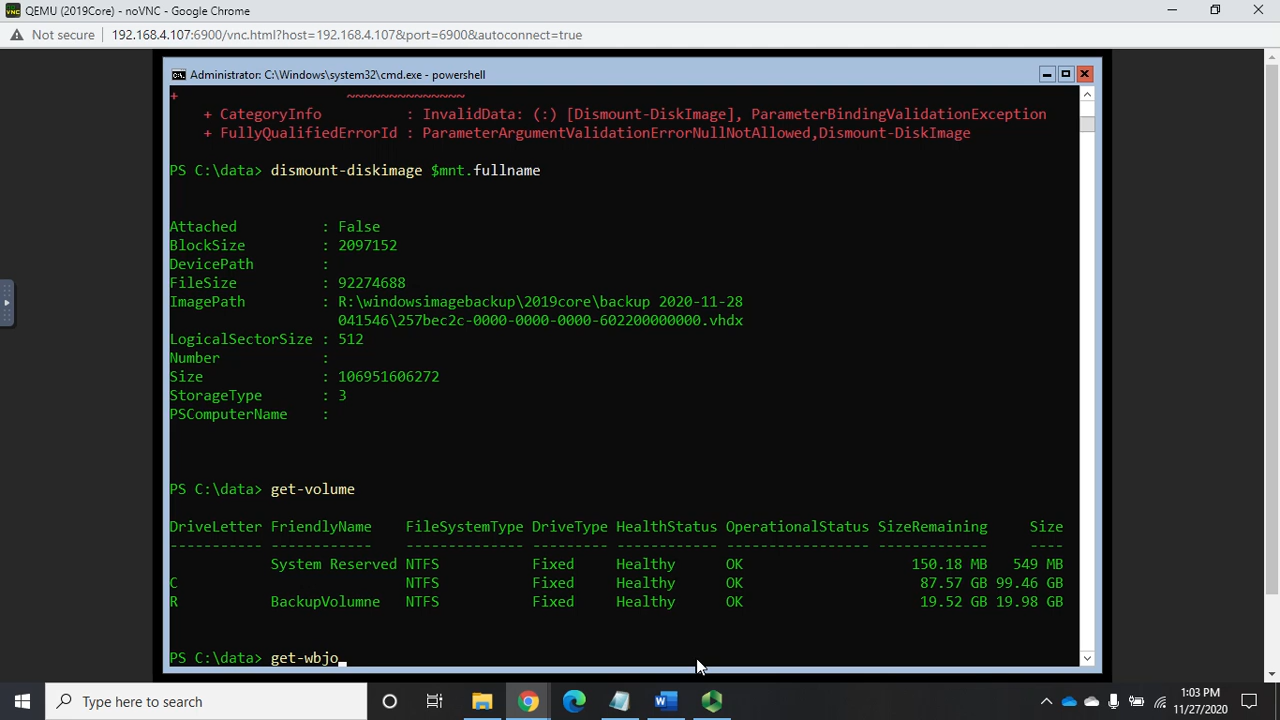 QEMU (2019Core) - noVNC - Google Chrome
Not secure | 192.168.4.107:6900/vnc.html?host=192.168.4.107&port=6900&autoconnect=true
Administrator: C:\Windows\system32\cmd.exe - powershell
+ ~~~~~~~~~~~~~~
+ CategoryInfo : InvalidData: (:) [Dismount-DiskImage], ParameterBindingValidationException
+ FullyQualifiedErrorId : ParameterArgumentValidationErrorNullNotAllowed,Dismount-DiskImage
PS C:\data> dismount-diskimage $mnt.fullname
Attached : False
BlockSize : 2097152
DevicePath :
FileSize : 92274688
ImagePath : R:\windowsimagebackup\2019core\backup 2020-11-28
041546\257bec2c-0000-0000-0000-602200000000.vhdx
LogicalSectorSize : 512
Number :
Size : 106951606272
StorageType : 3
PSComputerName :
PS C:\data> get-volume
DriveLetter FriendlyName FileSystemType DriveType HealthStatus OperationalStatus SizeRemaining Size
----------- ------------ -------------- --------- ------------ ----------------- ------------- ----
System Reserved NTFS Fixed Healthy OK 150.18 MB 549 MB
C NTFS Fixed Healthy OK 87.57 GB 99.46 GB
R BackupVolumne NTFS Fixed Healthy OK 19.52 GB 19.98 GB
PS C:\data> get-wbjo_
Type here to search
1:03 PM
11/27/2020